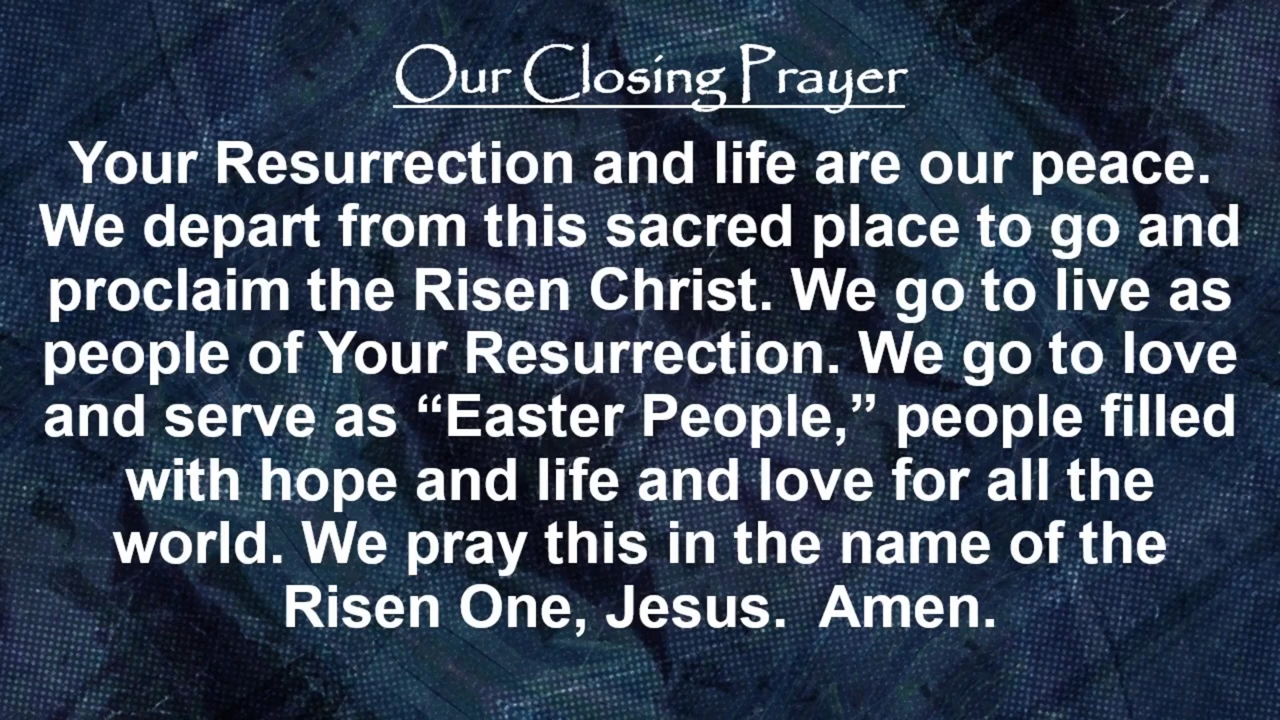 Our Closing Prayer
Your Resurrection and life are our peace.
We depart from this sacred place to go and
proclaim the Risen Christ. We go to live as
people of Your Resurrection. We go to love
and serve as “Easter People,” people filled
with hope and life and love for all the
world. We pray this in the name of the
Risen One, Jesus.  Amen.